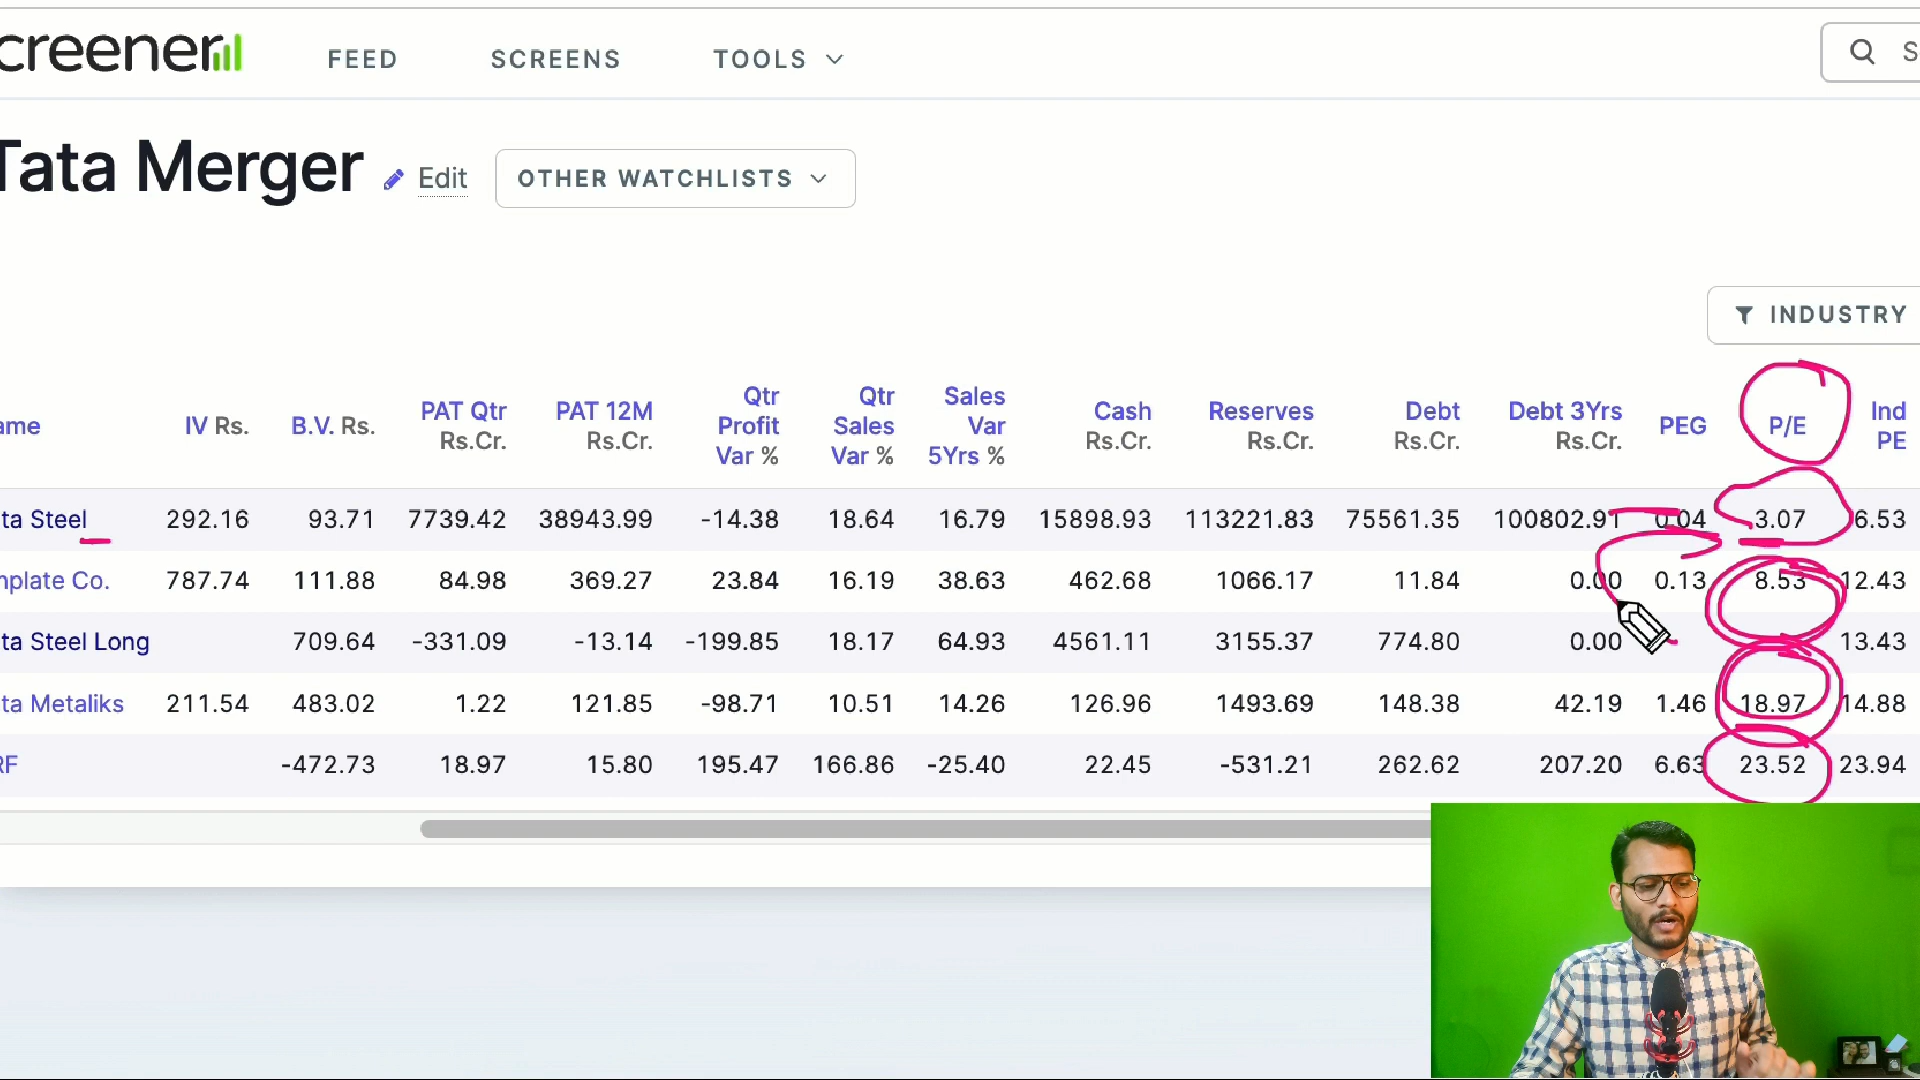 creener
FEED
SCREENS
TOOLS
S
Tata Merger
Edit
OTHER WATCHLISTS
INDUSTRY
ame IV Rs. B.V. Rs. PAT Qtr Rs.Cr. PAT 12M Rs.Cr. Qtr Profit Var % Qtr Sales Var % Sales Var 5Yrs % Cash Rs.Cr. Reserves Rs.Cr. Debt Rs.Cr. Debt 3Yrs Rs.Cr. PEG P/E Ind PE
ta Steel 292.16 93.71 7739.42 38943.99 -14.38 18.64 16.79 15898.93 113221.83 75561.35 100802.91 0.04 3.07 6.53
nplate Co. 787.74 111.88 84.98 369.27 23.84 16.19 38.63 462.68 1066.17 11.84 0.00 0.13 8.53 12.43
ta Steel Long 709.64 -331.09 -13.14 -199.85 18.17 64.93 4561.11 3155.37 774.80 0.00 13.43
ta Metaliks 211.54 483.02 1.22 121.85 -98.71 10.51 14.26 126.96 1493.69 148.38 42.19 1.46 18.97 14.88
RF -472.73 18.97 15.80 195.47 166.86 -25.40 22.45 -531.21 262.62 207.20 6.63 23.52 23.94